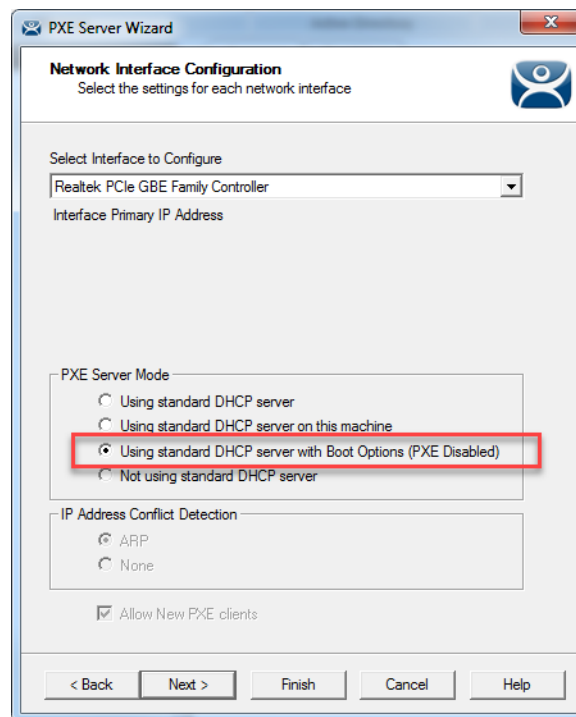 PXE Server Wizard
Network Interface Configuration
Select the settings for each network interface
Select Interface to Configure
Realtek PCIe GBE Family Controller
Interface Primary IP Address
PXE Server Mode
Using standard DHCP server
Using standard DHCP server on this machine
Using standard DHCP server with Boot Options (PXE Disabled)
Not using standard DHCP server
IP Address Conflict Detection
ARP
None
Allow New PXE clients
< Back Next > Finish Cancel Help